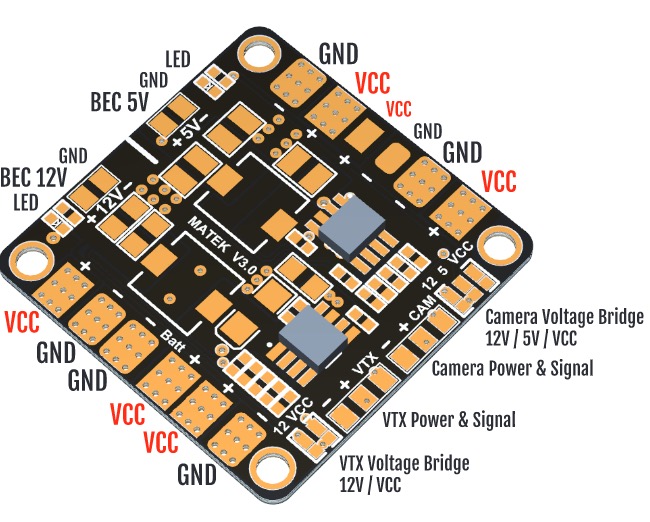 LED
GND
BEC 5V
GND
BEC 12V
LED
GND
VCC
VCC
GND
GND
VCC
+5V−
+12V−
+
−
+
−
−
+
MATEK V3.0
+
−
−
Batt
+
+
−
12 VCC
+ VTX −
+ CAM −
12 5 VCC
VCC
GND
GND
VCC
VCC
GND
Camera Voltage Bridge
12V / 5V / VCC
Camera Power & Signal
VTX Power & Signal
VTX Voltage Bridge
12V / VCC